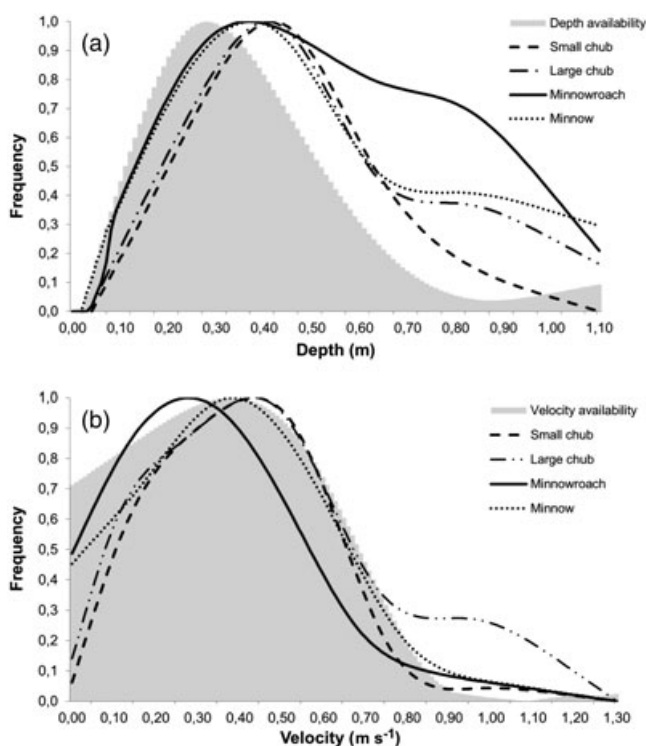 (a)
Depth availability
Small chub
Large chub
Minnowroach
Minnow
Frequency
1,0
0,9
0,8
0,7
0,6
0,5
0,4
0,3
0,2
0,1
0,0
0,00 0,10 0,20 0,30 0,40 0,50 0,60 0,70 0,80 0,90 1,00 1,10
Depth (m)
(b)
Velocity availability
Small chub
Large chub
Minnowroach
Minnow
Frequency
1,0
0,9
0,8
0,7
0,6
0,5
0,4
0,3
0,2
0,1
0,0
0,00 0,10 0,20 0,30 0,40 0,50 0,60 0,70 0,80 0,90 1,00 1,10 1,20 1,30
Velocity (m s⁻¹)